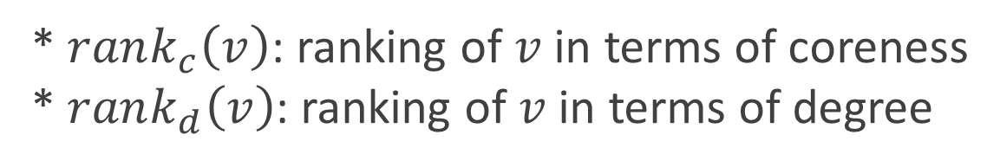 * rank_c(v): ranking of v in terms of coreness
* rank_d(v): ranking of v in terms of degree